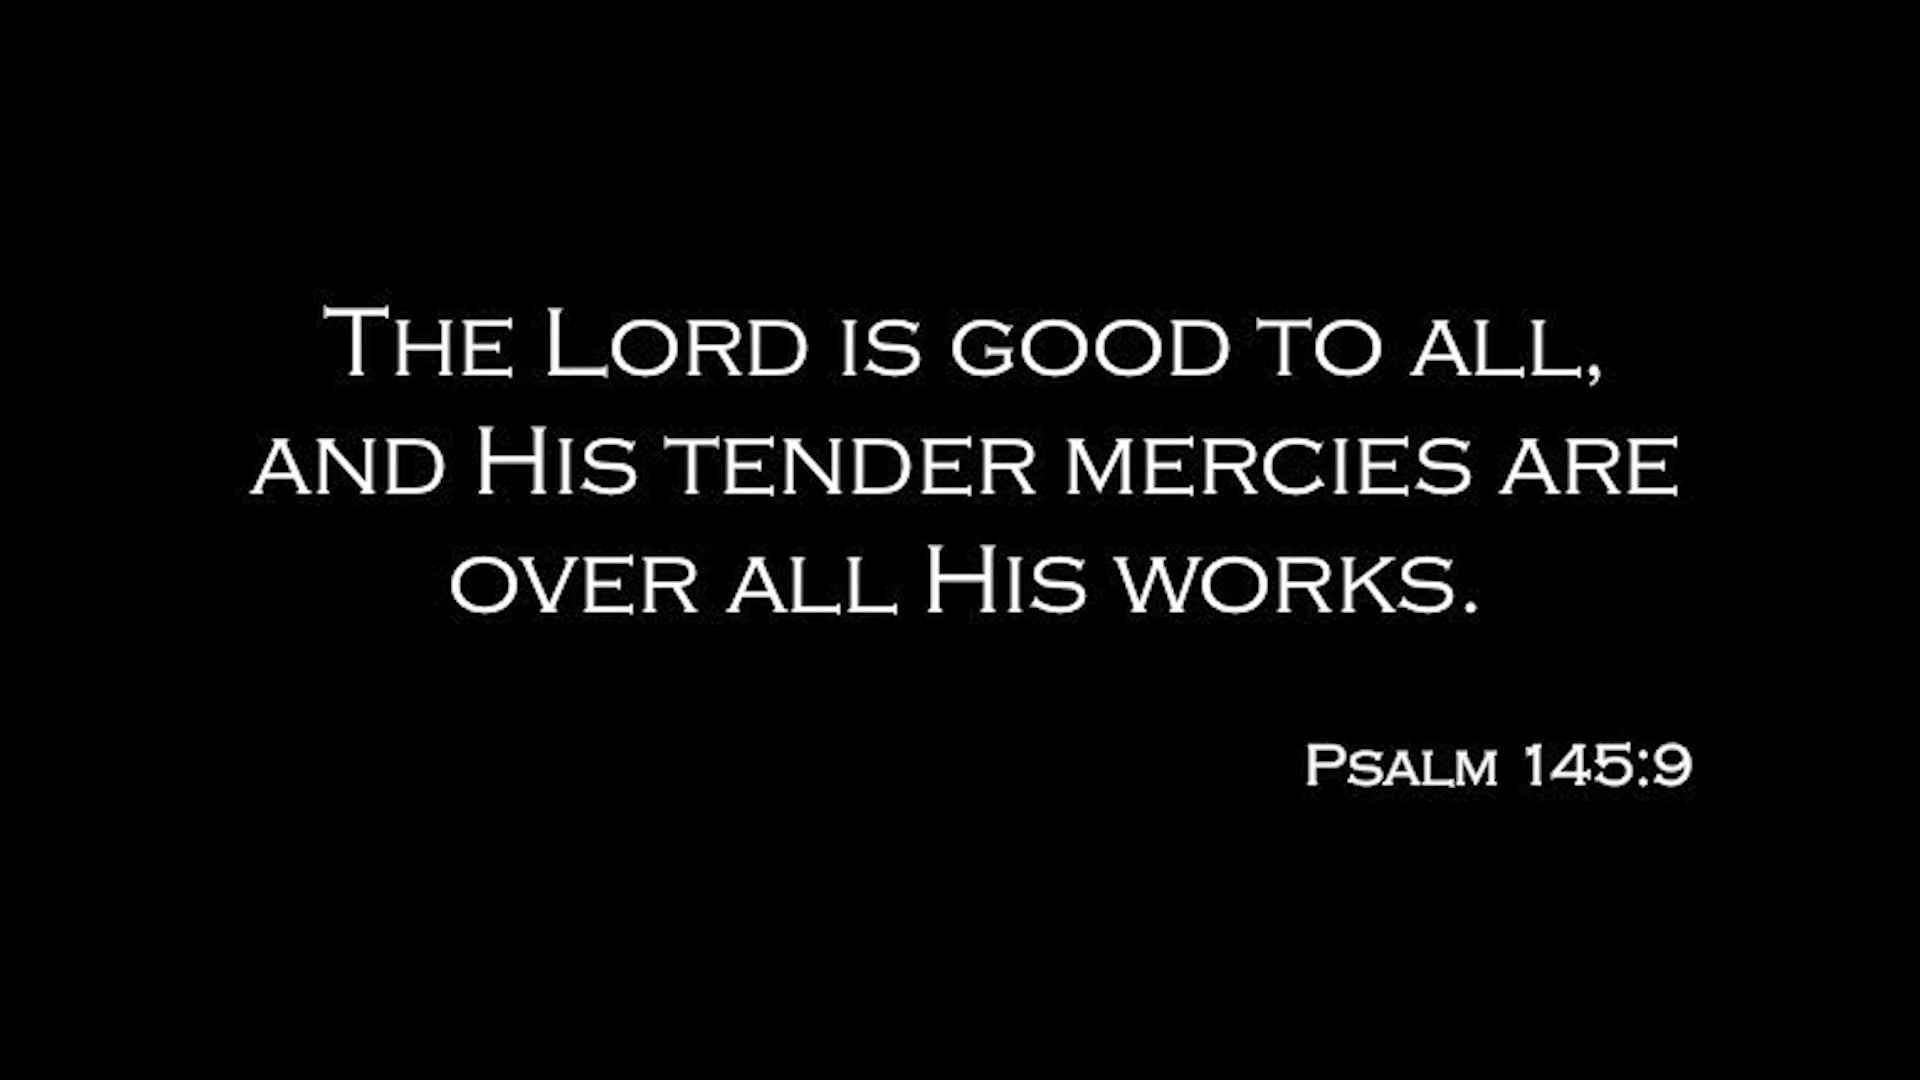 The Lord is good to all,
and His tender mercies are
over all His works.
Psalm 145:9